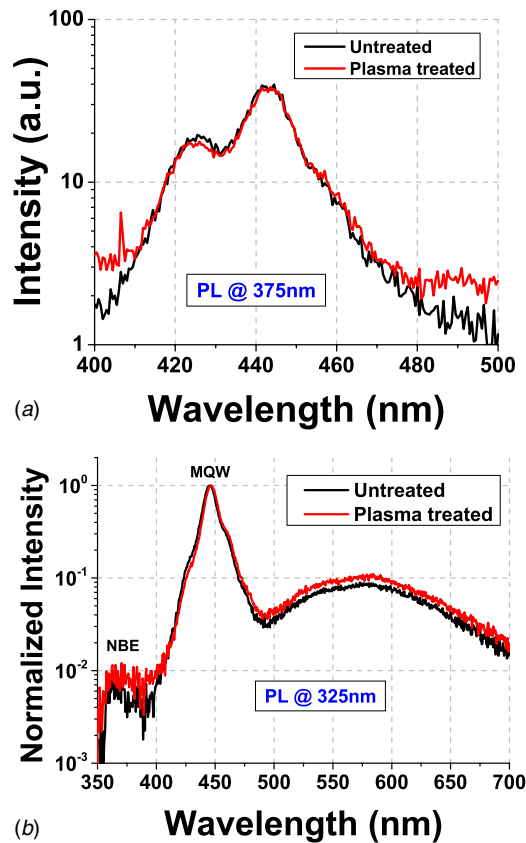 100
10
1
Intensity (a.u.)
Untreated
Plasma treated
PL @ 375nm
400 420 440 460 480 500
Wavelength (nm)
(a)
10⁰
10⁻¹
10⁻²
10⁻³
Normalized Intensity
MQW
Untreated
Plasma treated
NBE
PL @ 325nm
350 400 450 500 550 600 650 700
Wavelength (nm)
(b)